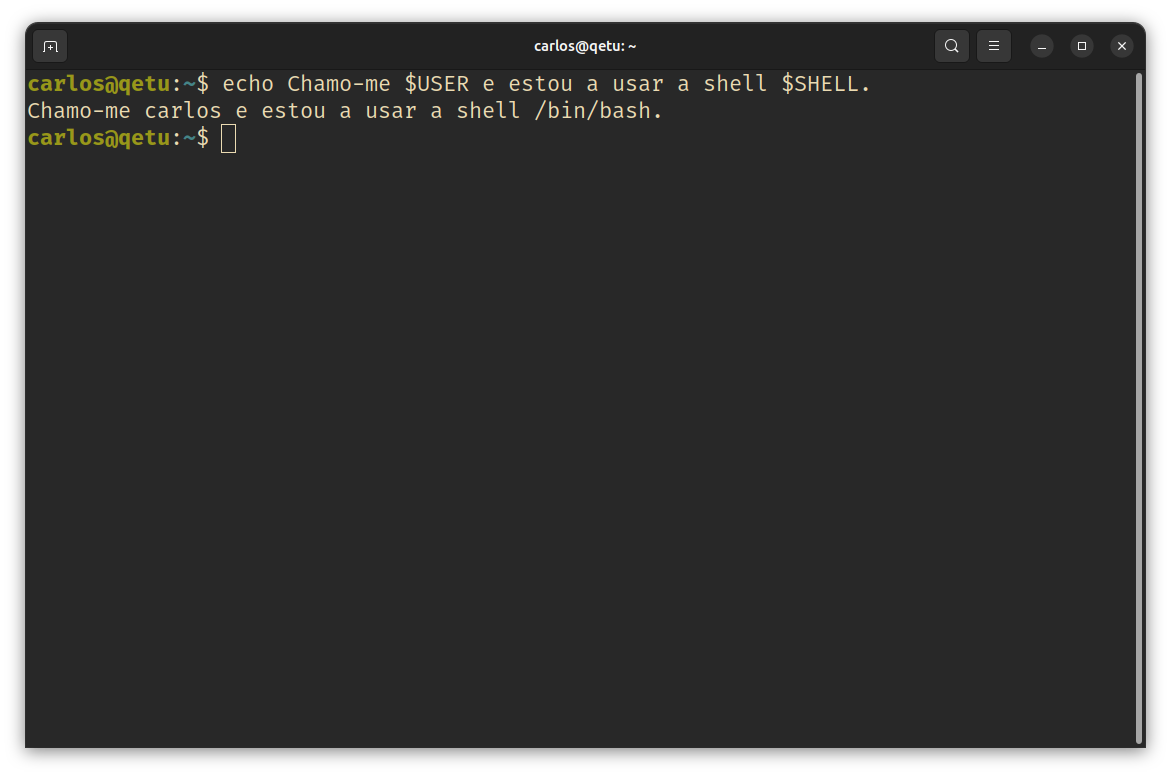 carlos@qetu: ~
carlos@qetu:~$ echo Chamo-me $USER e estou a usar a shell $SHELL.
Chamo-me carlos e estou a usar a shell /bin/bash.
carlos@qetu:~$